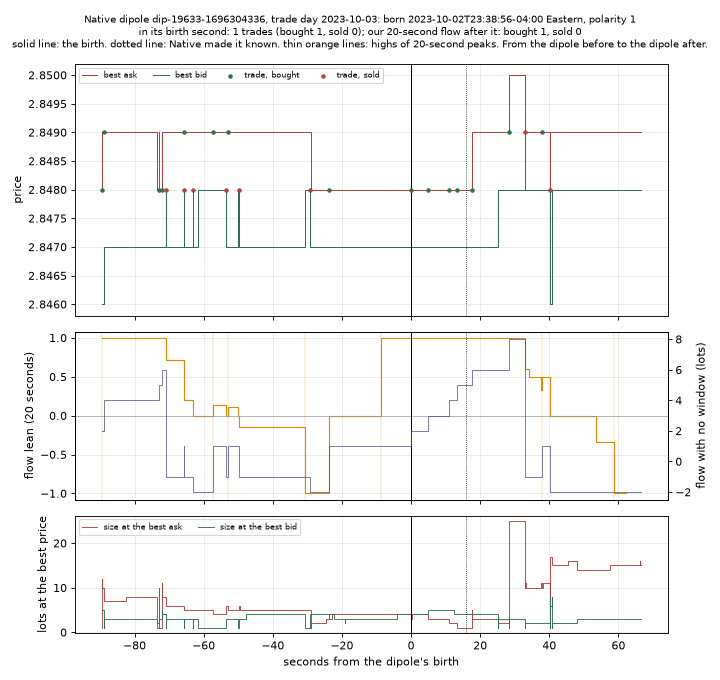 Native dipole dip-19633-1696304336, trade day 2023-10-03: born 2023-10-02T23:38:56-04:00 Eastern, polarity 1
in its birth second: 1 trades (bought 1, sold 0); our 20-second flow after it: bought 1, sold 0
solid line: the birth. dotted line: Native made it known. thin orange lines: highs of 20-second peaks. From the dipole before to the dipole after.
best ask
best bid
trade, bought
trade, sold
price
2.8500
2.8495
2.8490
2.8485
2.8480
2.8475
2.8470
2.8465
2.8460
flow lean (20 seconds)
1.0
0.5
0.0
−0.5
−1.0
flow with no window (lots)
8
6
4
2
0
−2
size at the best ask
size at the best bid
lots at the best price
20
10
0
−80
−60
−40
−20
0
20
40
60
seconds from the dipole's birth